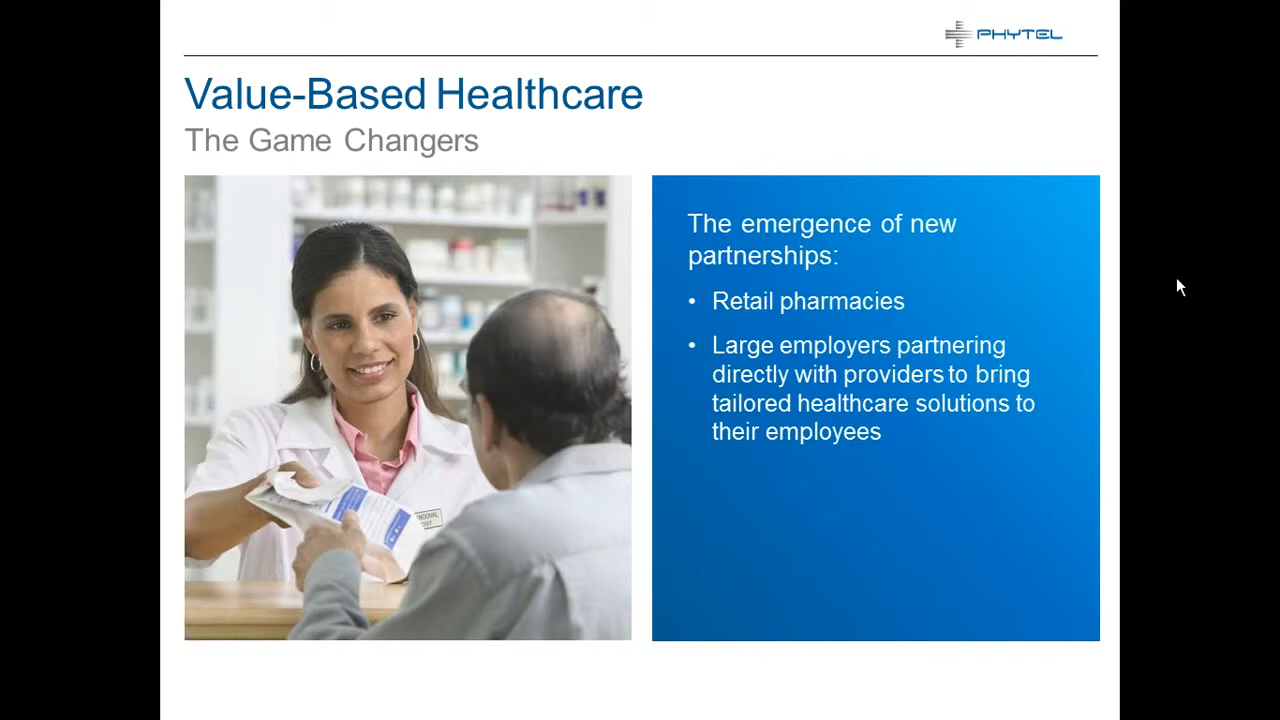 PHYTEL
Value-Based Healthcare
The Game Changers
The emergence of new
partnerships:
• Retail pharmacies
• Large employers partnering
directly with providers to bring
tailored healthcare solutions to
their employees